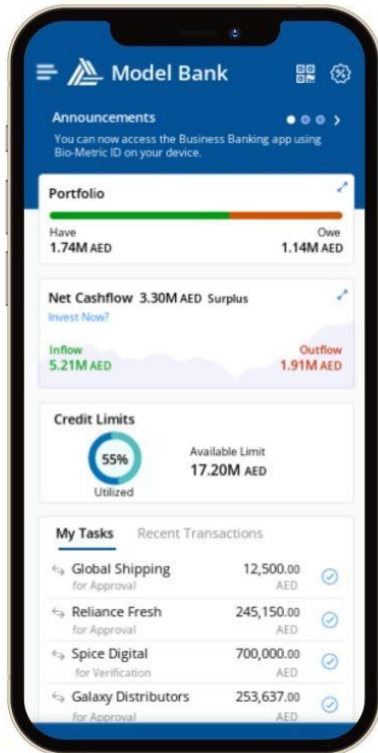 Model Bank
Announcements
You can now access the Business Banking app using
Bio-Metric ID on your device.
Portfolio
Have Owe
1.74M AED 1.14M AED
Net Cashflow 3.30M AED Surplus
Invest Now?
Inflow Outflow
5.21M AED 1.91M AED
Credit Limits
55%
Utilized
Available Limit
17.20M AED
My Tasks Recent Transactions
Global Shipping 12,500.00
for Approval AED
Reliance Fresh 245,150.00
for Approval AED
Spice Digital 700,000.00
for Verification AED
Galaxy Distributors 253,637.00
for Approval AED